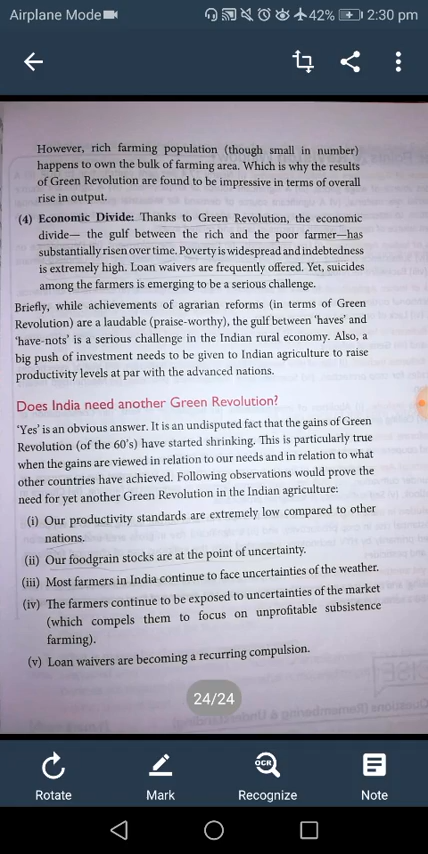 Airplane Mode 42% 2:30 pm
However, rich farming population (though small in number)
happens to own the bulk of farming area. Which is why the results
of Green Revolution are found to be impressive in terms of overall
rise in output.
(4) Economic Divide: Thanks to Green Revolution, the economic
divide— the gulf between the rich and the poor farmer—has
substantially risen over time. Poverty is widespread and indebtedness
is extremely high. Loan waivers are frequently offered. Yet, suicides
among the farmers is emerging to be a serious challenge.
Briefly, while achievements of agrarian reforms (in terms of Green
Revolution) are a laudable (praise-worthy), the gulf between 'haves' and
'have-nots' is a serious challenge in the Indian rural economy. Also, a
big push of investment needs to be given to Indian agriculture to raise
productivity levels at par with the advanced nations.
Does India need another Green Revolution?
'Yes' is an obvious answer. It is an undisputed fact that the gains of Green
Revolution (of the 60's) have started shrinking. This is particularly true
when the gains are viewed in relation to our needs and in relation to what
other countries have achieved. Following observations would prove the
need for yet another Green Revolution in the Indian agriculture:
(i) Our productivity standards are extremely low compared to other
nations.
(ii) Our foodgrain stocks are at the point of uncertainty.
(iii) Most farmers in India continue to face uncertainties of the weather.
(iv) The farmers continue to be exposed to uncertainties of the market
(which compels them to focus on unprofitable subsistence
farming).
(v) Loan waivers are becoming a recurring compulsion.
24/24
OCR
Rotate Mark Recognize Note